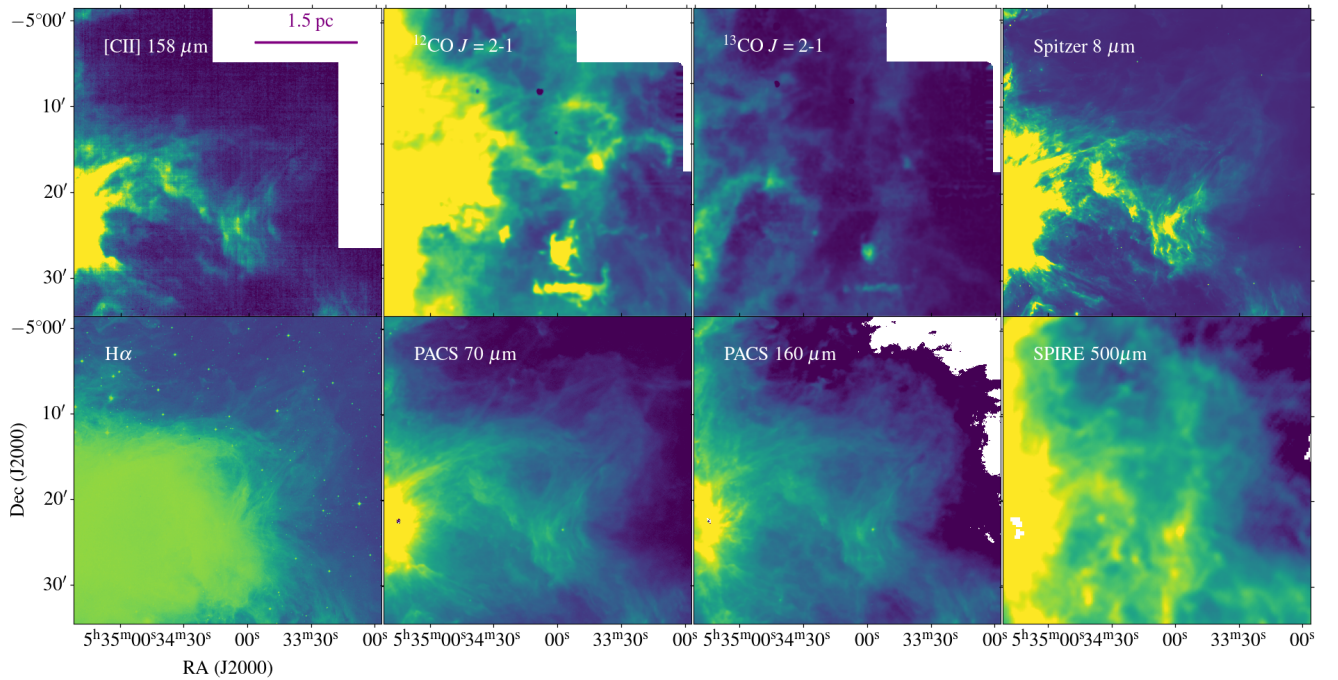 [CII] 158 μm
1.5 pc
¹²CO J = 2-1
¹³CO J = 2-1
Spitzer 8 μm
−5°00′
10′
20′
30′
Hα
PACS 70 μm
PACS 160 μm
SPIRE 500μm
−5°00′
10′
20′
30′
Dec (J2000)
5ʰ35ᵐ00ˢ34ᵐ30ˢ 00ˢ 33ᵐ30ˢ 00ˢ 5ʰ35ᵐ00ˢ34ᵐ30ˢ 00ˢ 33ᵐ30ˢ 00ˢ 5ʰ35ᵐ00ˢ34ᵐ30ˢ 00ˢ 33ᵐ30ˢ 00ˢ 5ʰ35ᵐ00ˢ34ᵐ30ˢ 00ˢ 33ᵐ30ˢ 00ˢ
RA (J2000)